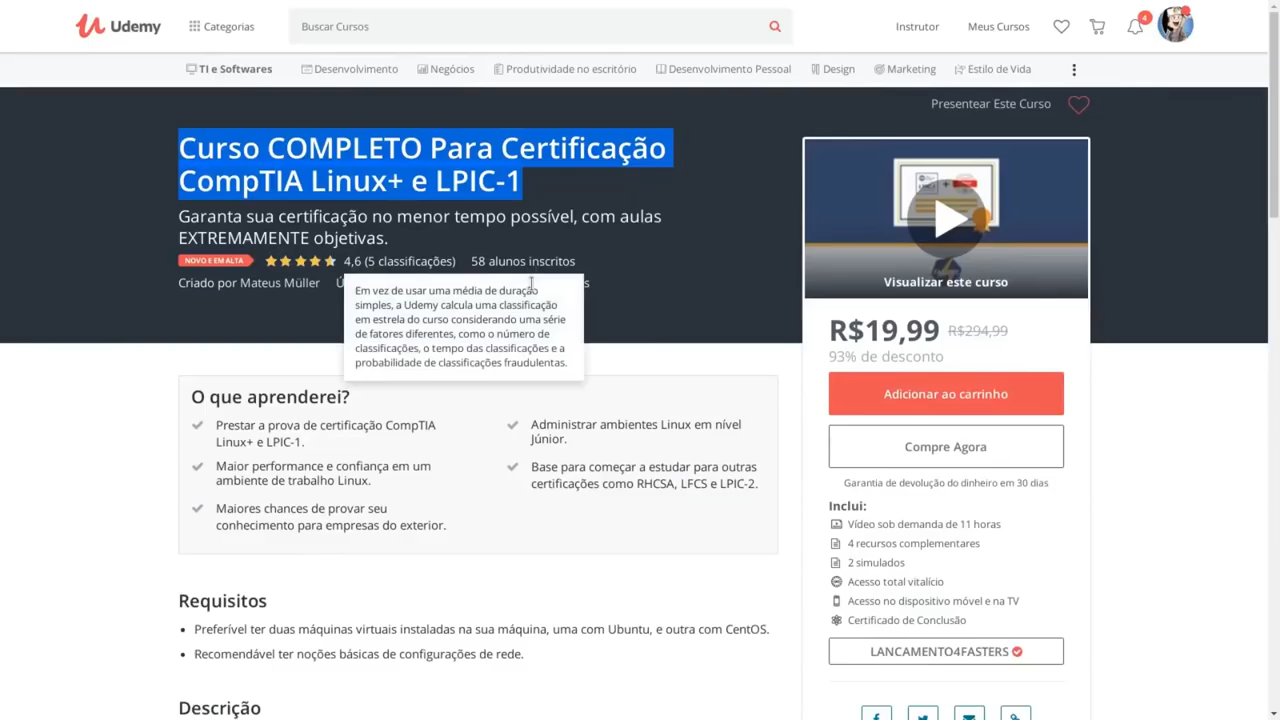 Udemy
Categorias
Buscar Cursos
Instrutor
Meus Cursos
4
TI e Softwares
Desenvolvimento
Negócios
Produtividade no escritório
Desenvolvimento Pessoal
Design
Marketing
Estilo de Vida
Presentear Este Curso
Curso COMPLETO Para Certificação
CompTIA Linux+ e LPIC-1
Garanta sua certificação no menor tempo possível, com aulas
EXTREMAMENTE objetivas.
NOVO E EM ALTA
4,6 (5 classificações)
58 alunos inscritos
Criado por Mateus Müller
Em vez de usar uma média de duração
simples, a Udemy calcula uma classificação
em estrela do curso considerando uma série
de fatores diferentes, como o número de
classificações, o tempo das classificações e a
probabilidade de classificações fraudulentas.
Visualizar este curso
R$19,99 R$294,99
93% de desconto
Adicionar ao carrinho
Compre Agora
Garantia de devolução do dinheiro em 30 dias
Inclui:
Vídeo sob demanda de 11 horas
4 recursos complementares
2 simulados
Acesso total vitalício
Acesso no dispositivo móvel e na TV
Certificado de Conclusão
LANCAMENTO4FASTERS
O que aprenderei?
Prestar a prova de certificação CompTIA
Linux+ e LPIC-1.
Maior performance e confiança em um
ambiente de trabalho Linux.
Maiores chances de provar seu
conhecimento para empresas do exterior.
Administrar ambientes Linux em nível
Júnior.
Base para começar a estudar para outras
certificações como RHCSA, LFCS e LPIC-2.
Requisitos
Preferível ter duas máquinas virtuais instaladas na sua máquina, uma com Ubuntu, e outra com CentOS.
Recomendável ter noções básicas de configurações de rede.
Descrição